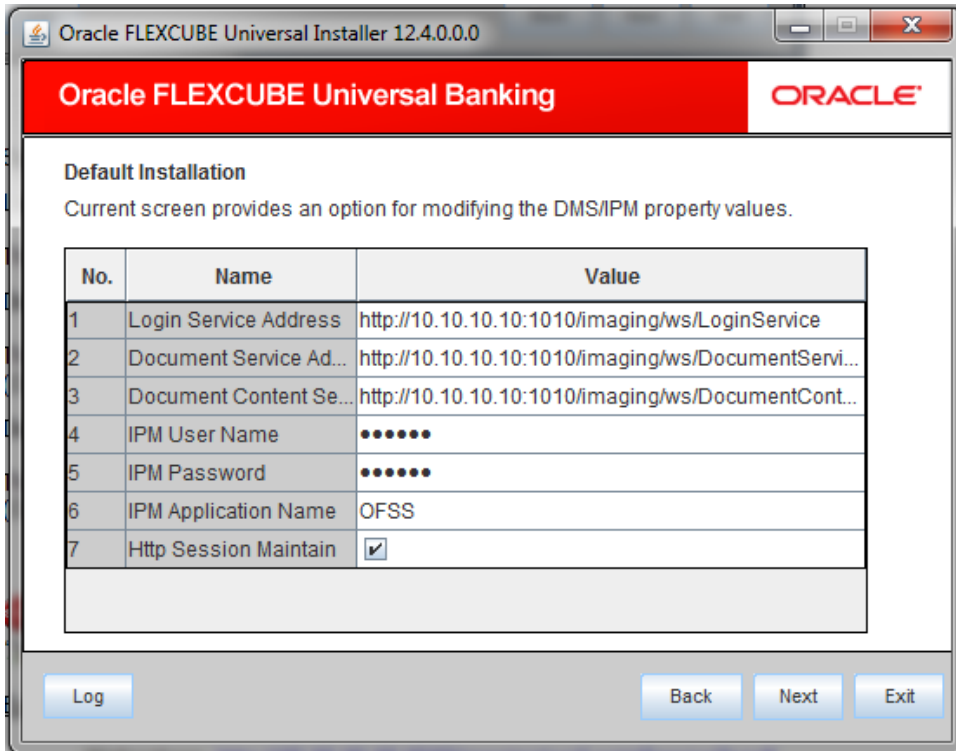 Oracle FLEXCUBE Universal Installer 12.4.0.0.0
Oracle FLEXCUBE Universal Banking
ORACLE
Default Installation
Current screen provides an option for modifying the DMS/IPM property values.
No. Name Value
1 Login Service Address http://10.10.10.10:1010/imaging/ws/LoginService
2 Document Service Ad... http://10.10.10.10:1010/imaging/ws/DocumentServi...
3 Document Content Se... http://10.10.10.10:1010/imaging/ws/DocumentCont...
4 IPM User Name ••••••
5 IPM Password ••••••
6 IPM Application Name OFSS
7 Http Session Maintain
Log Back Next Exit